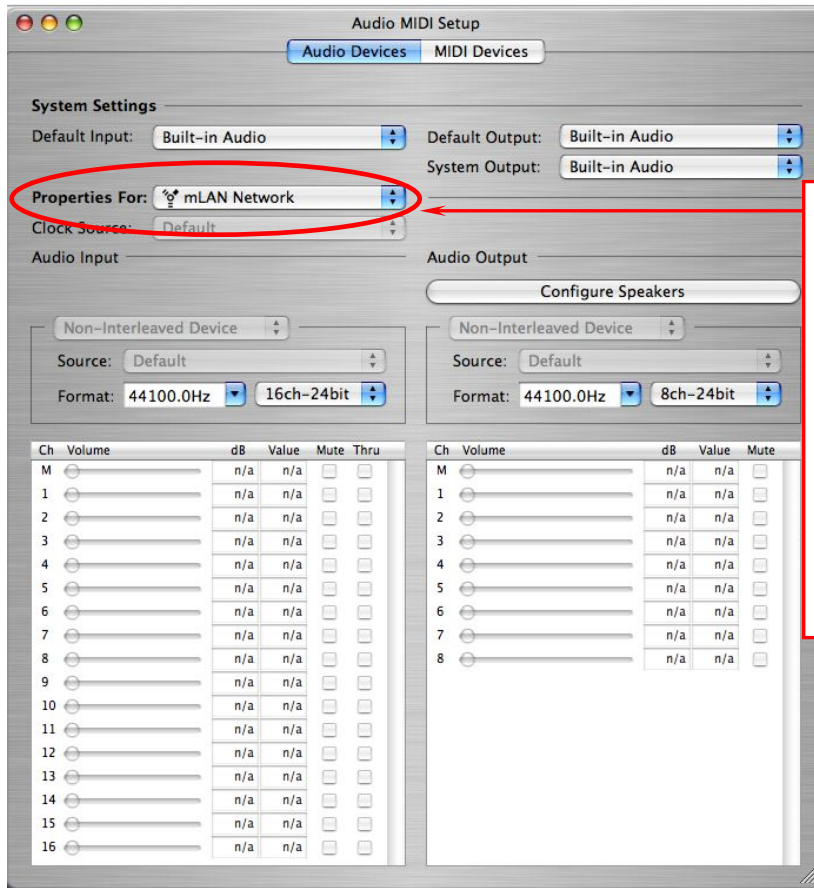 Audio MIDI Setup
Audio Devices MIDI Devices
System Settings
Default Input: Built-in Audio
Default Output: Built-in Audio
System Output: Built-in Audio
Properties For: mLAN Network
Clock Source: Default
Audio Input
Audio Output
Configure Speakers
Non-Interleaved Device
Source: Default
Format: 44100.0Hz 16ch-24bit
Non-Interleaved Device
Source: Default
Format: 44100.0Hz 8ch-24bit
Ch Volume dB Value Mute Thru
M n/a n/a
1 n/a n/a
2 n/a n/a
3 n/a n/a
4 n/a n/a
5 n/a n/a
6 n/a n/a
7 n/a n/a
8 n/a n/a
9 n/a n/a
10 n/a n/a
11 n/a n/a
12 n/a n/a
13 n/a n/a
14 n/a n/a
15 n/a n/a
16 n/a n/a
Ch Volume dB Value Mute
M n/a n/a
1 n/a n/a
2 n/a n/a
3 n/a n/a
4 n/a n/a
5 n/a n/a
6 n/a n/a
7 n/a n/a
8 n/a n/a